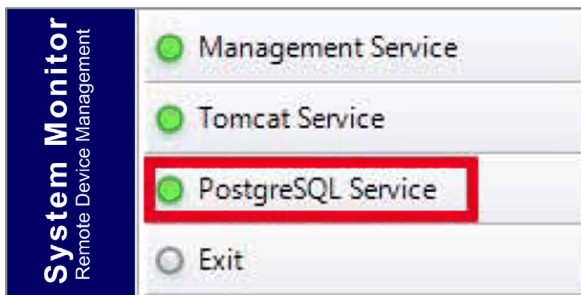 System Monitor
Remote Device Management
Management Service
Tomcat Service
PostgreSQL Service
Exit